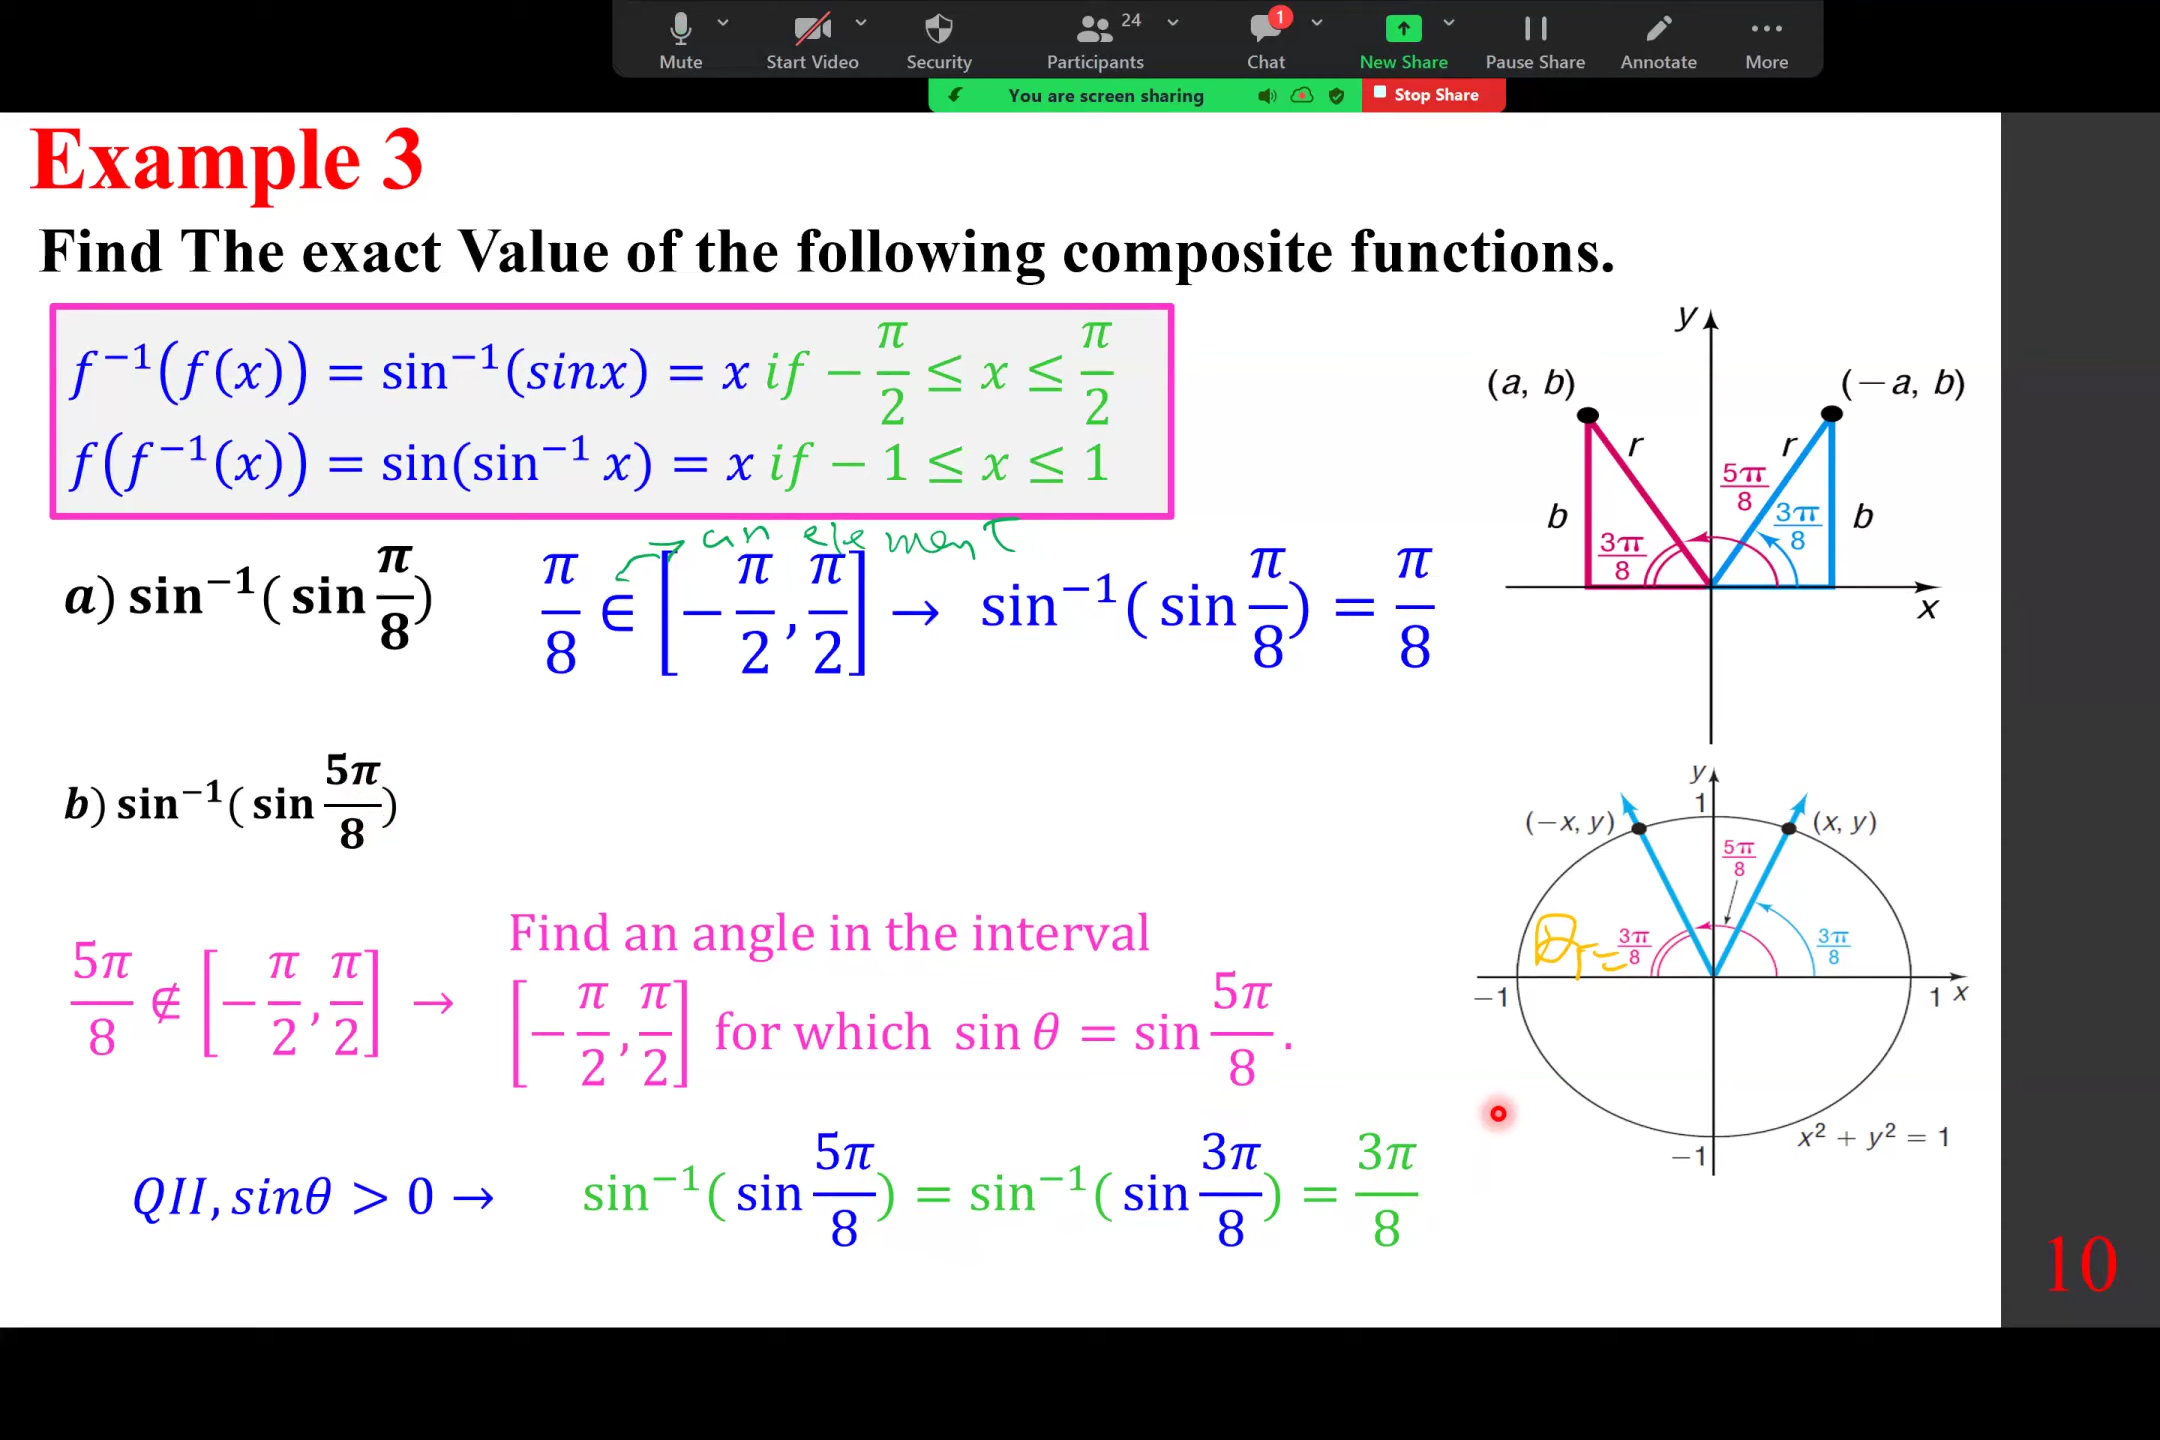 Mute Start Video Security Participants 24 Chat 1 New Share Pause Share Annotate More
You are screen sharing Stop Share
Example 3
Find The exact Value of the following composite functions.
f⁻¹(f(x)) = sin⁻¹(sinx) = x if − π/2 ≤ x ≤ π/2
f(f⁻¹(x)) = sin(sin⁻¹ x) = x if − 1 ≤ x ≤ 1
an element
a) sin⁻¹( sin π/8) π/8 ∈ [− π/2, π/2] → sin⁻¹( sin π/8) = π/8
b) sin⁻¹( sin 5π/8)
5π/8 ∉ [− π/2, π/2] →
Find an angle in the interval
[− π/2, π/2] for which sin θ = sin 5π/8.
QII, sinθ > 0 → sin⁻¹( sin 5π/8) = sin⁻¹( sin 3π/8) = 3π/8
y
(a, b) (−a, b)
r r
5π/8
b 3π/8 3π/8 b
x
y
1
(−x, y) (x, y)
5π/8
3π/8 3π/8
−1 1 x
−1
x² + y² = 1
10